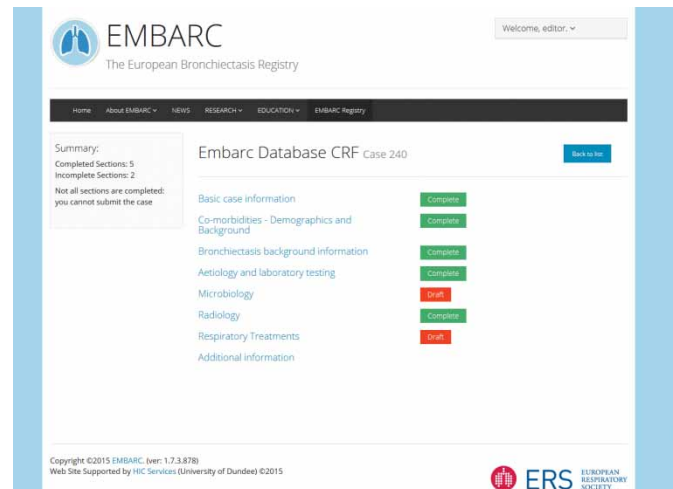 EMBARC
The European Bronchiectasis Registry
Welcome, editor.
Home About EMBARC NEWS RESEARCH EDUCATION EMBARC Registry
Summary:
Completed Sections: 5
Incomplete Sections: 2
Not all sections are completed:
you cannot submit the case
Embarc Database CRF Case 240
Back to list
Basic case information Complete
Co-morbidities - Demographics and
Background
Complete
Bronchiectasis background information Complete
Aetiology and laboratory testing Complete
Microbiology Draft
Radiology Complete
Respiratory Treatments Draft
Additional information
Copyright ©2015 EMBARC. (ver: 1.7.3.878)
Web Site Supported by HIC Services (University of Dundee) ©2015
ERS
EUROPEAN
RESPIRATORY
SOCIETY